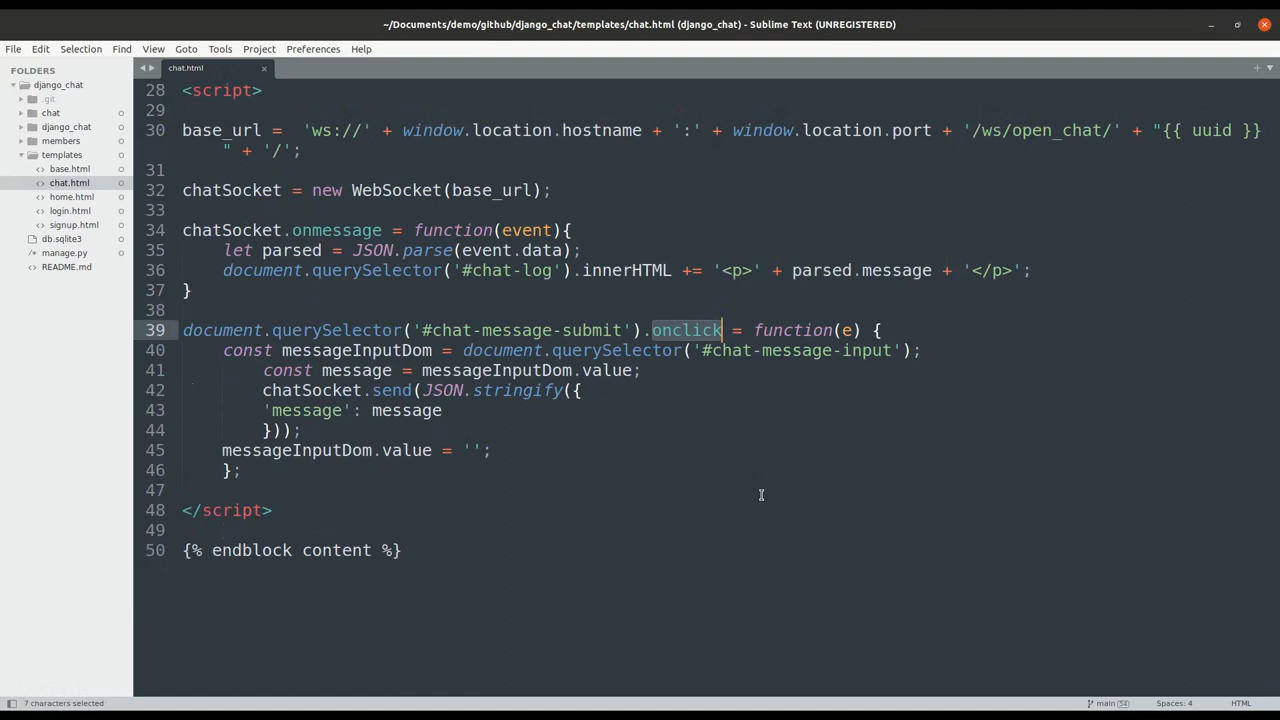 ~/Documents/demo/github/django_chat/templates/chat.html (django_chat) - Sublime Text (UNREGISTERED)
File Edit Selection Find View Goto Tools Project Preferences Help
FOLDERS
django_chat
.git
chat
django_chat
members
templates
base.html
chat.html
home.html
login.html
signup.html
db.sqlite3
manage.py
README.md
chat.html
28 <script>
29
30 base_url =  'ws://' + window.location.hostname + ':' + window.location.port + '/ws/open_chat/' + "{{ uuid }}
" + '/';
31
32 chatSocket = new WebSocket(base_url);
33
34 chatSocket.onmessage = function(event){
35     let parsed = JSON.parse(event.data);
36     document.querySelector('#chat-log').innerHTML += '<p>' + parsed.message + '</p>';
37 }
38
39 document.querySelector('#chat-message-submit').onclick = function(e) {
40     const messageInputDom = document.querySelector('#chat-message-input');
41         const message = messageInputDom.value;
42         chatSocket.send(JSON.stringify({
43         'message': message
44         }));
45     messageInputDom.value = '';
46     };
47
48 </script>
49
50 {% endblock content %}
7 characters selected
main 54
Spaces: 4
HTML